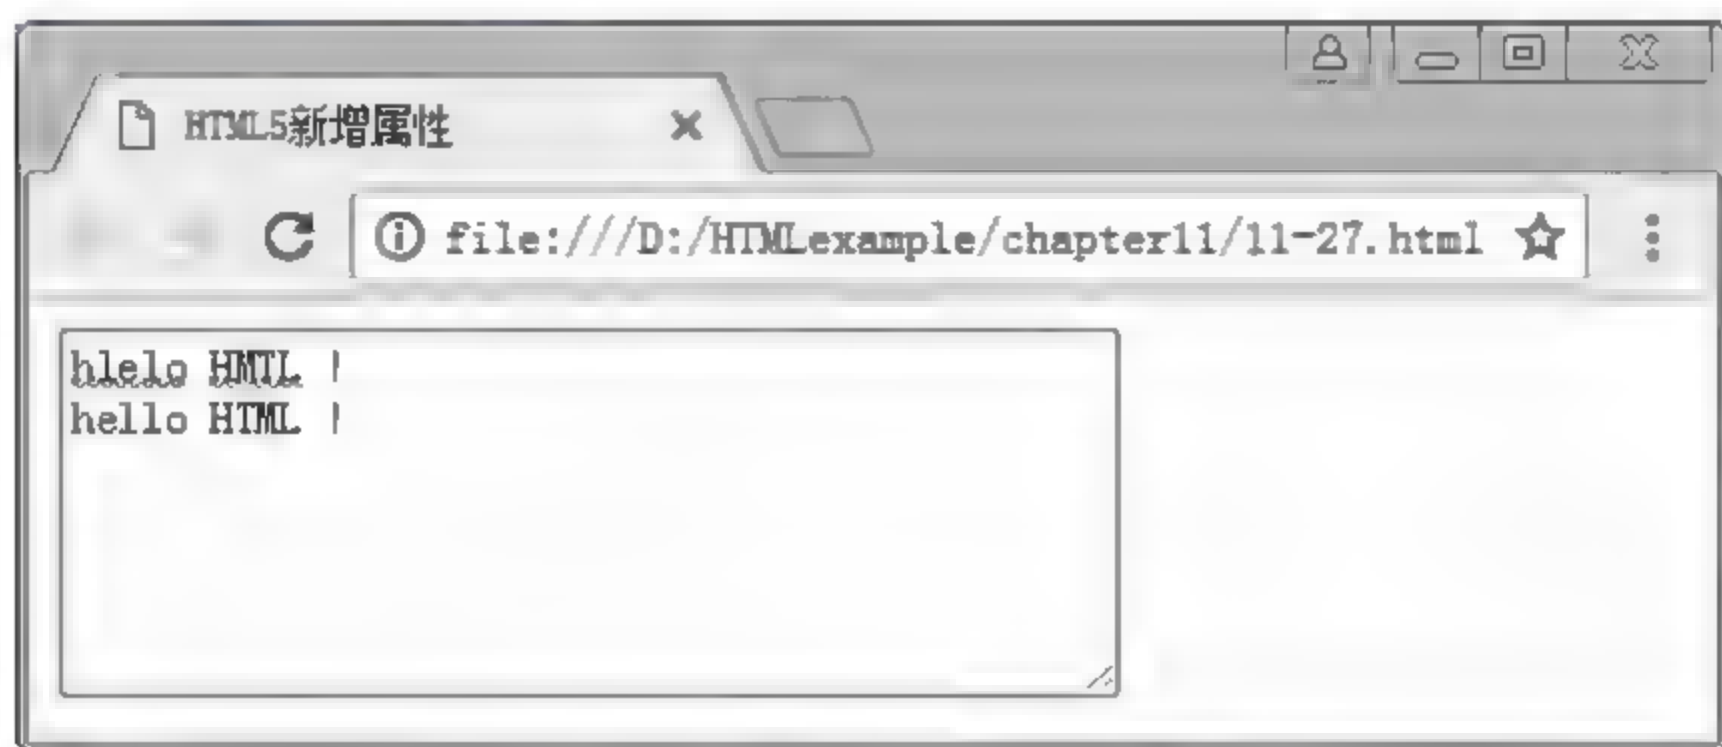 HTML5新增属性
file:///D:/HTMLexample/chapter11/11-27.html
hlelo HMTL !
hello HTML !